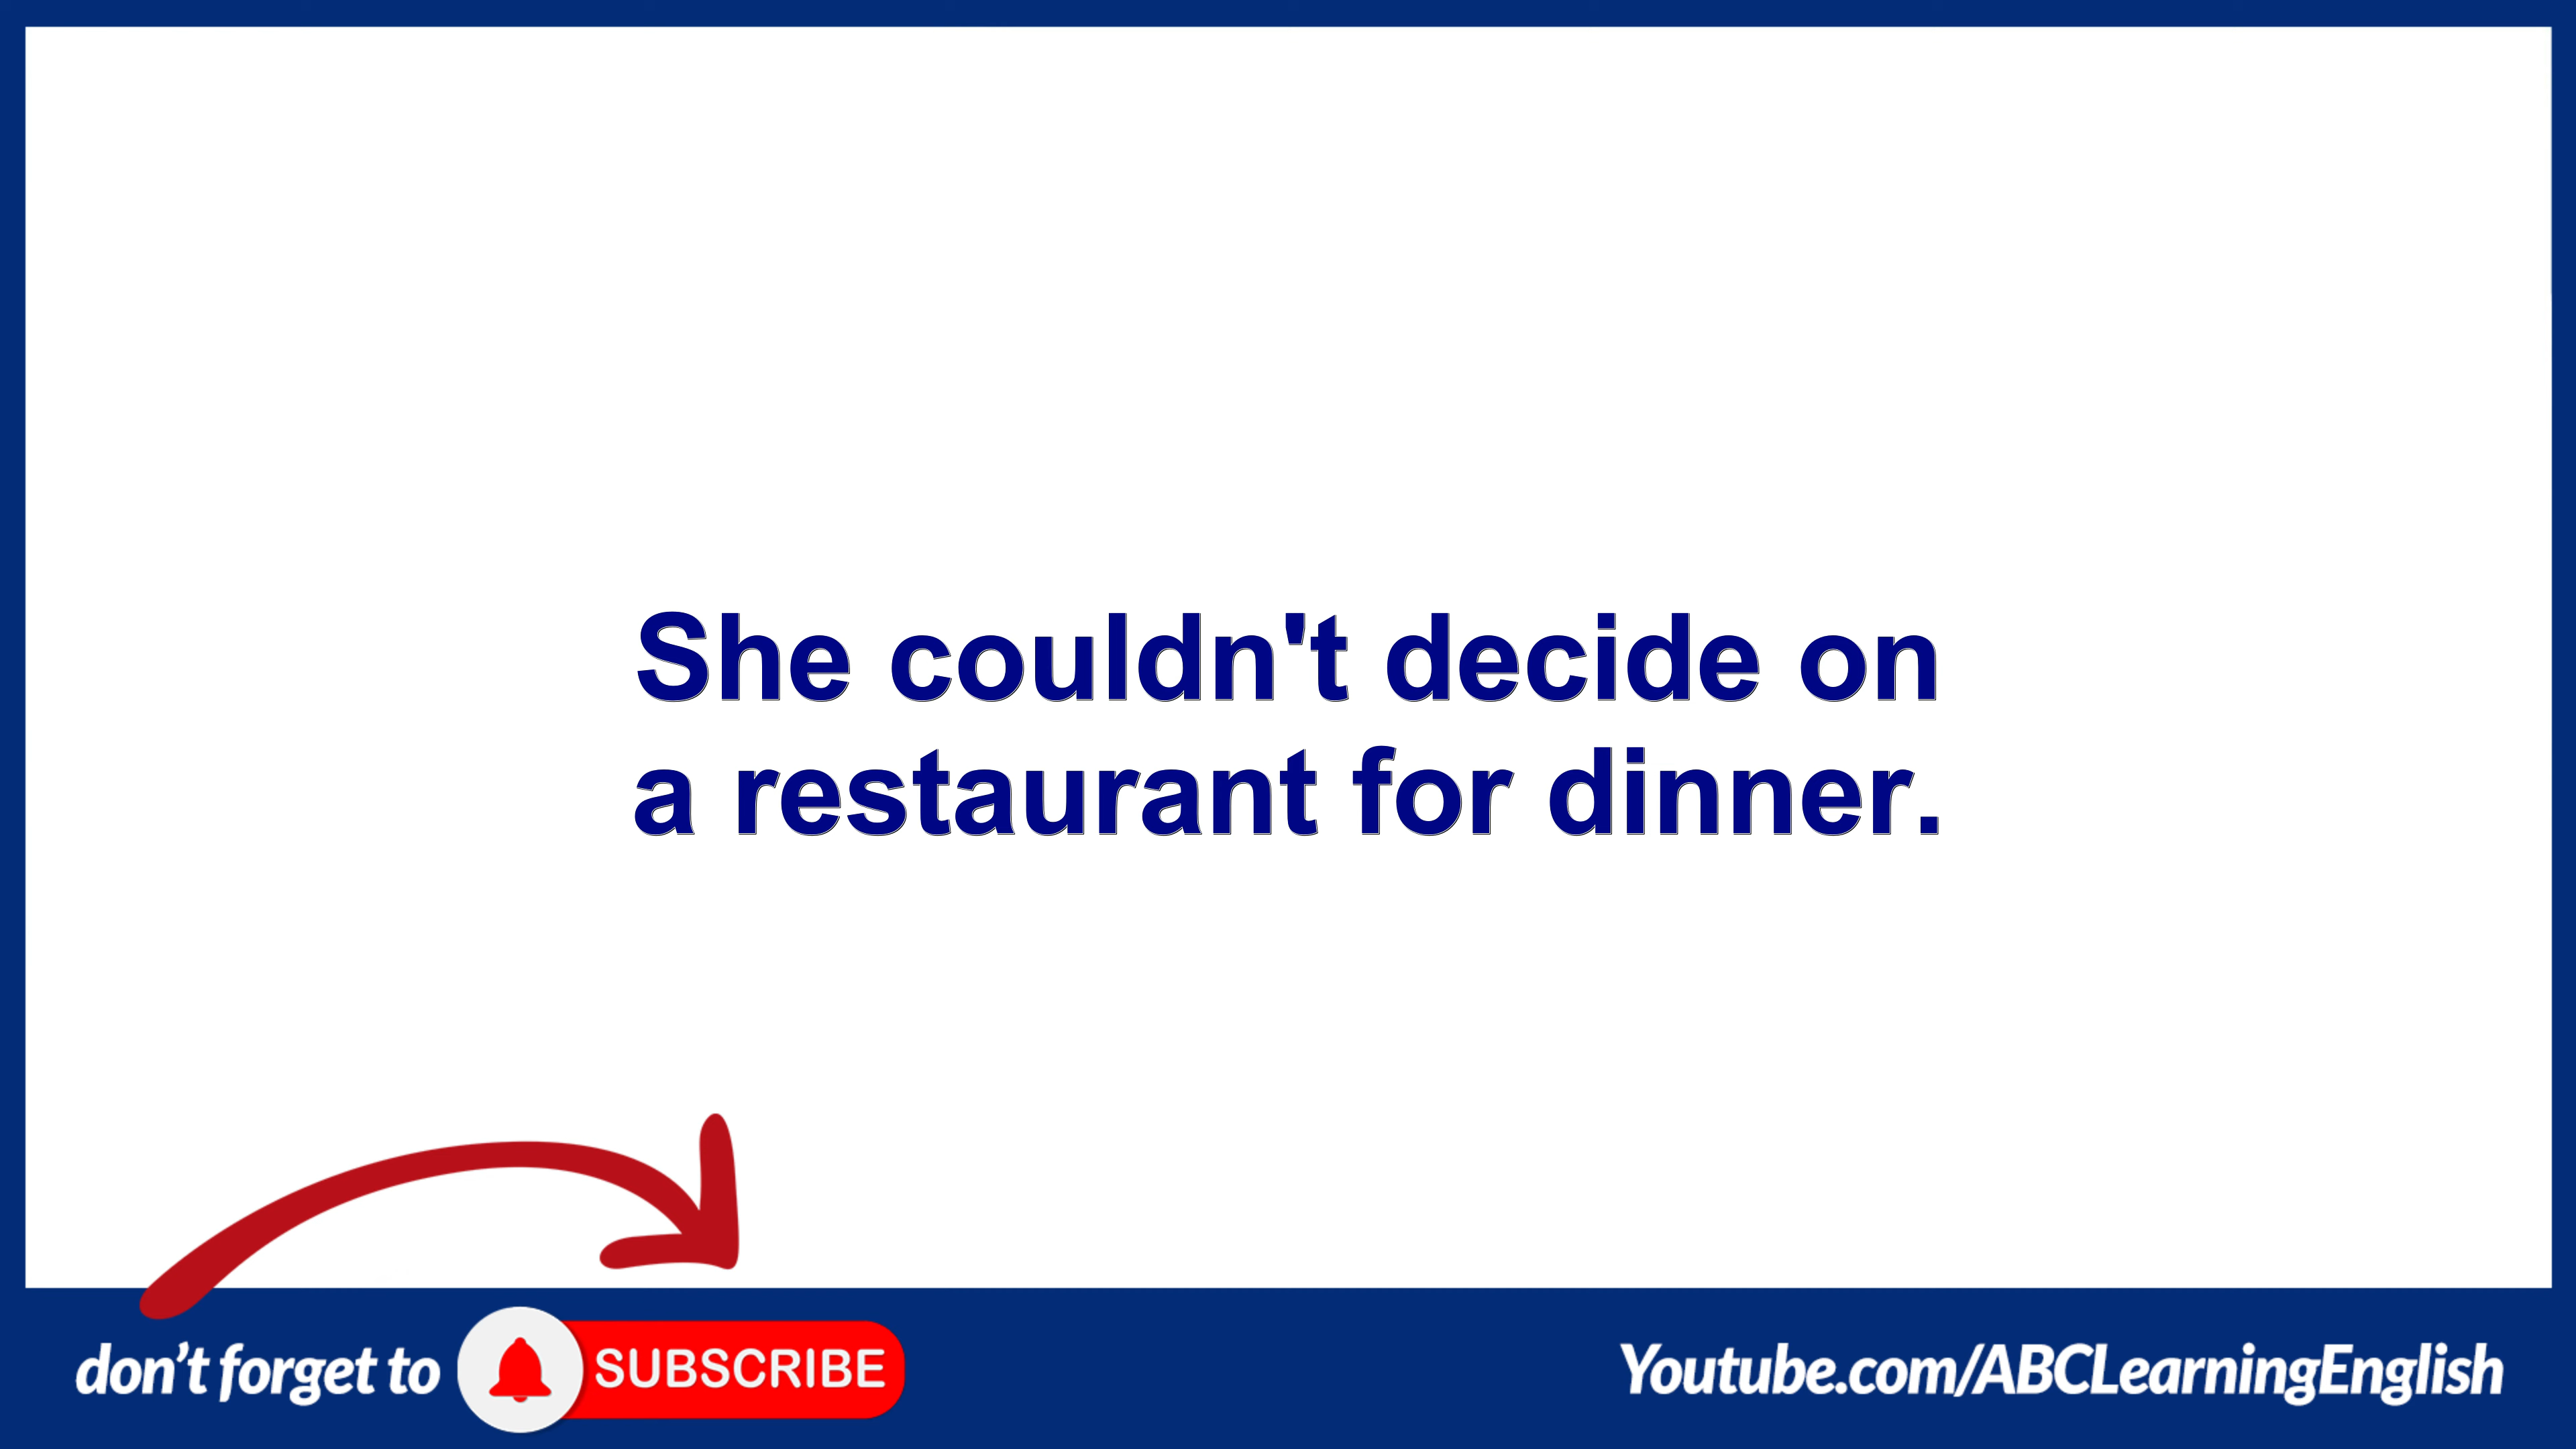 She couldn't decide on
a restaurant for dinner.
don't forget to SUBSCRIBE
Youtube.com/ABCLearningEnglish